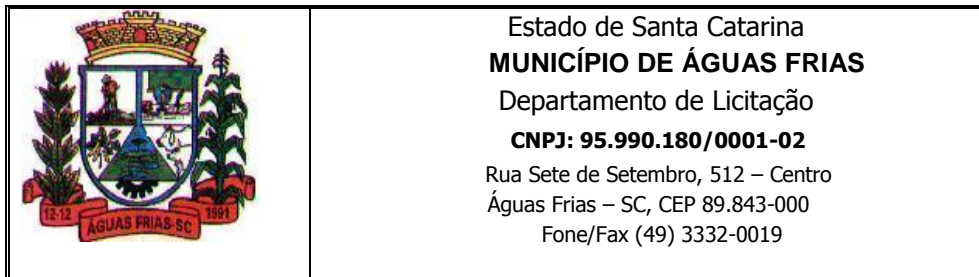 12-12
ÁGUAS FRIAS-SC
1991
Estado de Santa Catarina
MUNICÍPIO DE ÁGUAS FRIAS
Departamento de Licitação
CNPJ: 95.990.180/0001-02
Rua Sete de Setembro, 512 – Centro
Águas Frias – SC, CEP 89.843-000
Fone/Fax (49) 3332-0019